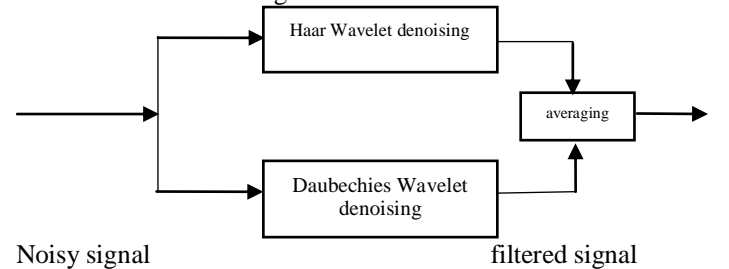 Haar Wavelet denoising
averaging
Daubechies Wavelet
denoising
Noisy signal
filtered signal